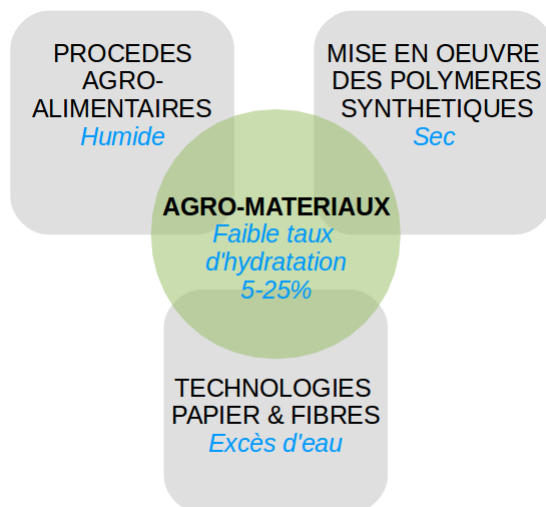 PROCEDES
AGRO-
ALIMENTAIRES
Humide
MISE EN OEUVRE
DES POLYMERES
SYNTHETIQUES
Sec
AGRO-MATERIAUX
Faible taux
d'hydratation
5-25%
TECHNOLOGIES
PAPIER & FIBRES
Excès d'eau